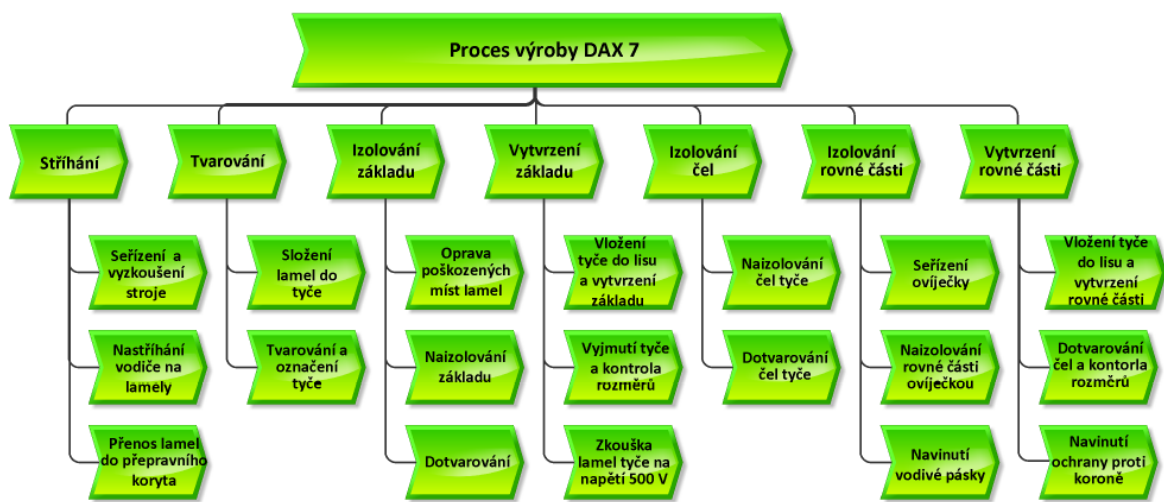 Proces výroby DAX 7
Stříhání
Tvarování
Izolování
základu
Vytvrzení
základu
Izolování
čel
Izolování
rovné části
Vytvrzení
rovné části
Seřízení a
vyzkoušení
stroje
Nastříhání
vodiče na
lamely
Přenos lamel
do přepravního
koryta
Složení
lamel do
tyče
Tvarování a
označení
tyče
Oprava
poškozených
míst lamel
Naizolování
základu
Dotvarování
Vložení
tyče do lisu
a vytvrzení
základu
Vyjmutí tyče
a kontrola
rozměrů
Zkouška
lamel tyče na
napětí 500 V
Naizolování
čel tyče
Dotvarování
čel tyče
Seřízení
ovíječky
Naizolování
rovné části
ovíječkou
Navinutí
vodivé pásky
Vložení tyče
do lisu a
vytvrzení
rovné části
Dotvarování
čel a kontorla
rozměrů
Navinutí
ochrany proti
koroně